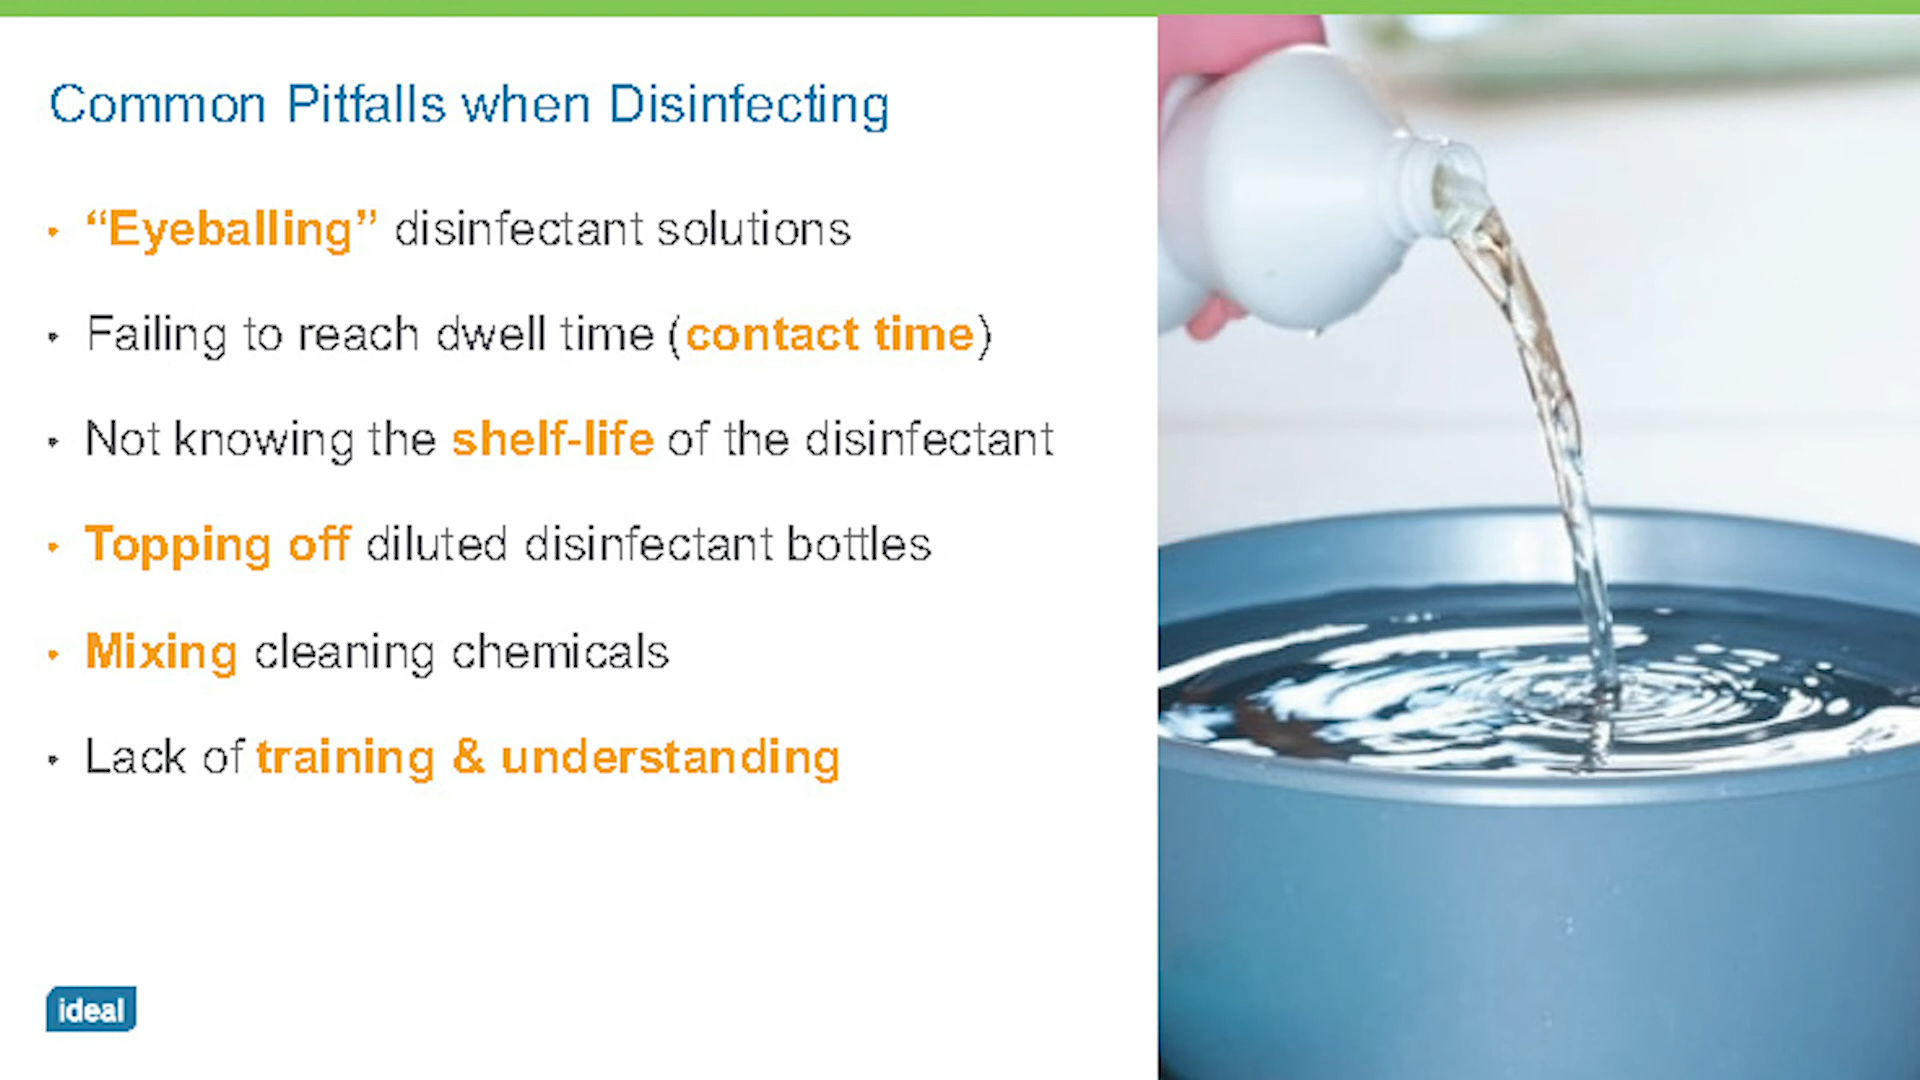 Common Pitfalls when Disinfecting
• “Eyeballing” disinfectant solutions
• Failing to reach dwell time (contact time)
• Not knowing the shelf-life of the disinfectant
• Topping off diluted disinfectant bottles
• Mixing cleaning chemicals
• Lack of training & understanding
ideal